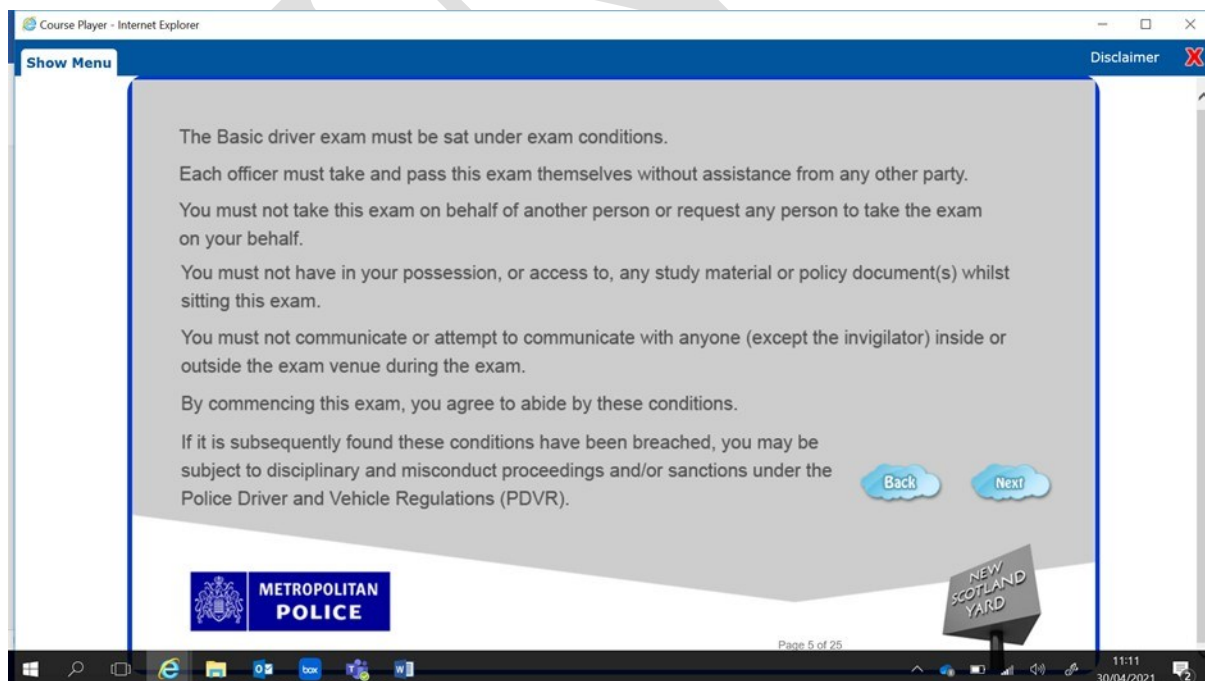 Course Player - Internet Explorer
Show Menu
Disclaimer
X
The Basic driver exam must be sat under exam conditions.
Each officer must take and pass this exam themselves without assistance from any other party.
You must not take this exam on behalf of another person or request any person to take the exam
on your behalf.
You must not have in your possession, or access to, any study material or policy document(s) whilst
sitting this exam.
You must not communicate or attempt to communicate with anyone (except the invigilator) inside or
outside the exam venue during the exam.
By commencing this exam, you agree to abide by these conditions.
If it is subsequently found these conditions have been breached, you may be
subject to disciplinary and misconduct proceedings and/or sanctions under the
Police Driver and Vehicle Regulations (PDVR).
Back
Next
METROPOLITAN
POLICE
NEW
SCOTLAND
YARD
Page 5 of 25
box
11:11
30/04/2021
2